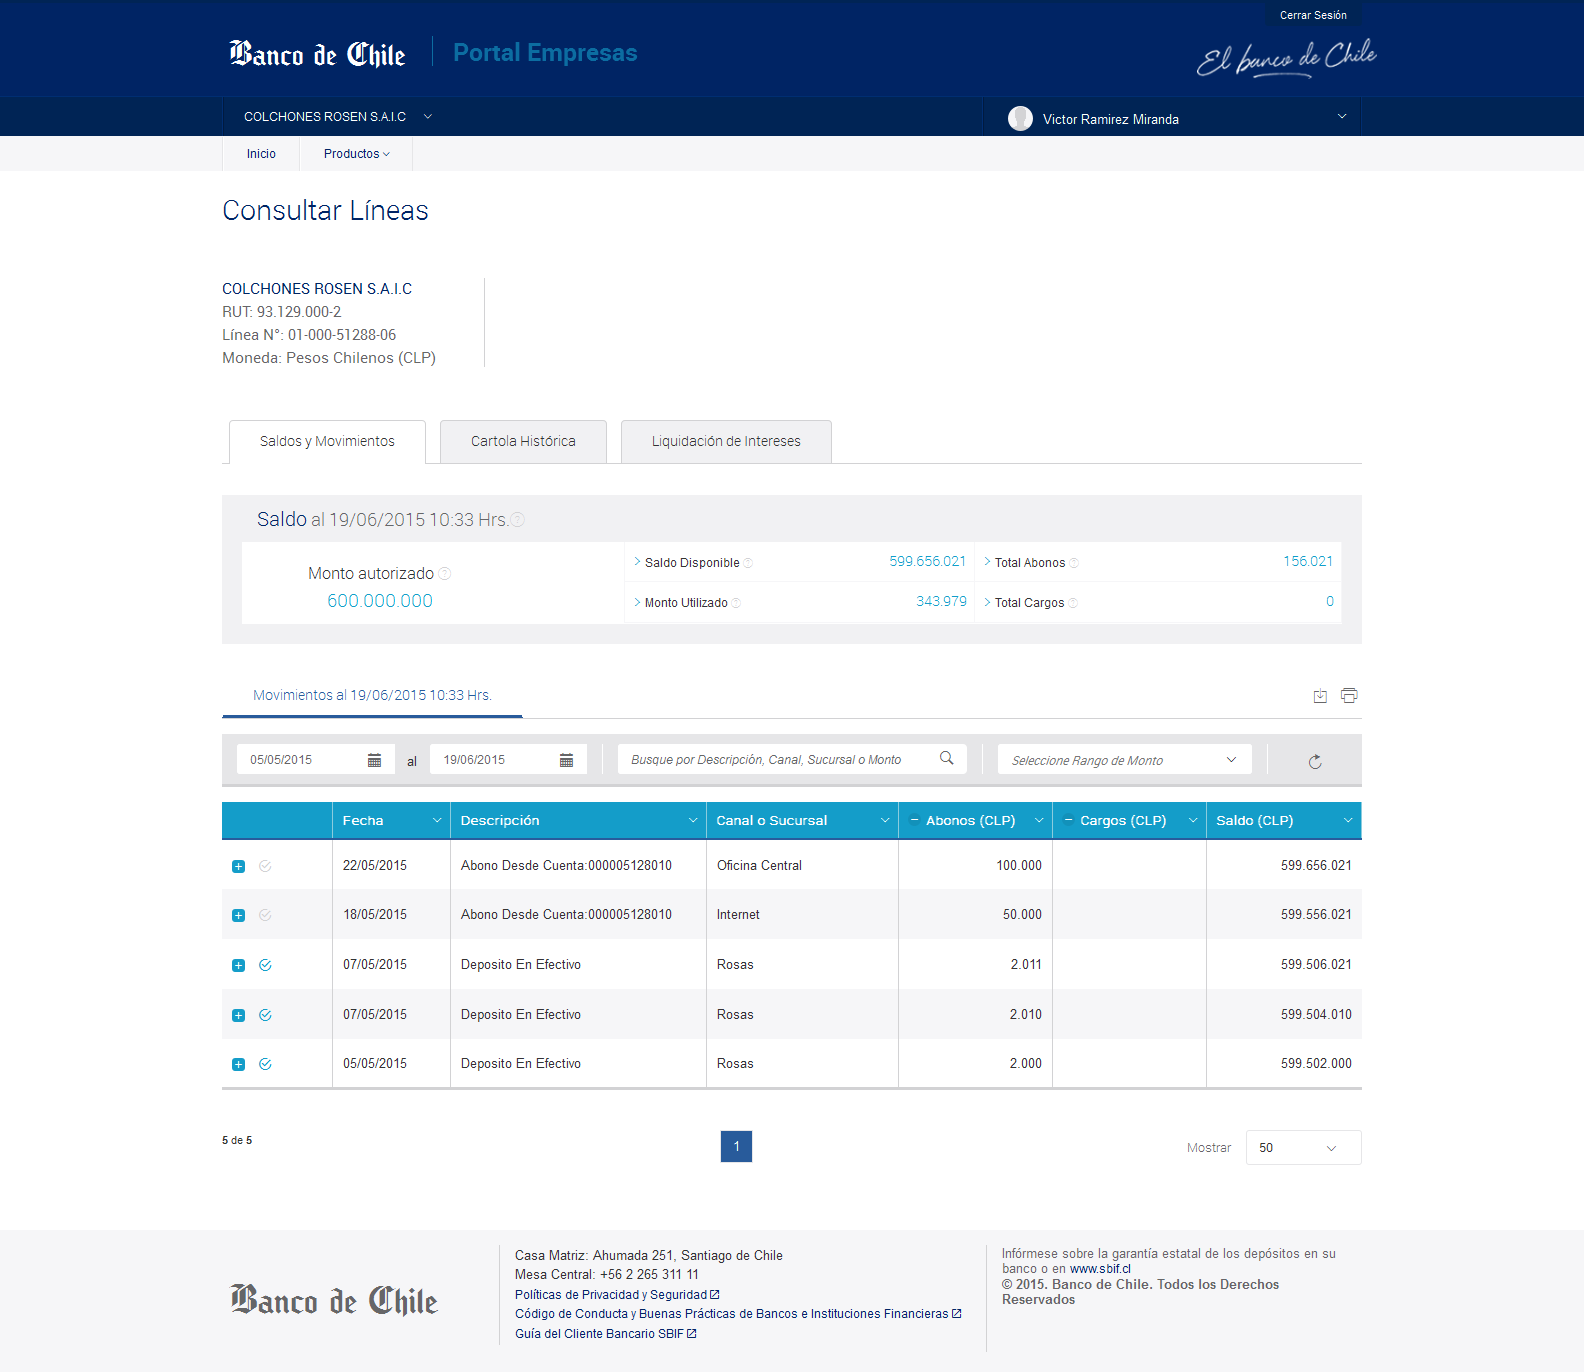 Cerrar Sesión
Banco de Chile
Portal Empresas
El banco de Chile
COLCHONES ROSEN S.A.I.C
Victor Ramirez Miranda
Inicio
Productos
Consultar Líneas
COLCHONES ROSEN S.A.I.C
RUT: 93.129.000-2
Línea N°: 01-000-51288-06
Moneda: Pesos Chilenos (CLP)
Saldos y Movimientos
Cartola Histórica
Liquidación de Intereses
Saldo al 19/06/2015 10:33 Hrs.
Monto autorizado
600.000.000
Saldo Disponible 599.656.021
Total Abonos 156.021
Monto Utilizado 343.979
Total Cargos 0
Movimientos al 19/06/2015 10:33 Hrs.
05/05/2015 al 19/06/2015
Busque por Descripción, Canal, Sucursal o Monto
Seleccione Rango de Monto
Fecha Descripción Canal o Sucursal Abonos (CLP) Cargos (CLP) Saldo (CLP)
22/05/2015 Abono Desde Cuenta:000005128010 Oficina Central 100.000 599.656.021
18/05/2015 Abono Desde Cuenta:000005128010 Internet 50.000 599.556.021
07/05/2015 Deposito En Efectivo Rosas 2.011 599.506.021
07/05/2015 Deposito En Efectivo Rosas 2.010 599.504.010
05/05/2015 Deposito En Efectivo Rosas 2.000 599.502.000
5 de 5
1
Mostrar 50
Banco de Chile
Casa Matriz: Ahumada 251, Santiago de Chile
Mesa Central: +56 2 265 311 11
Políticas de Privacidad y Seguridad
Código de Conducta y Buenas Prácticas de Bancos e Instituciones Financieras
Guía del Cliente Bancario SBIF
Infórmese sobre la garantía estatal de los depósitos en su
banco o en www.sbif.cl
© 2015. Banco de Chile. Todos los Derechos
Reservados